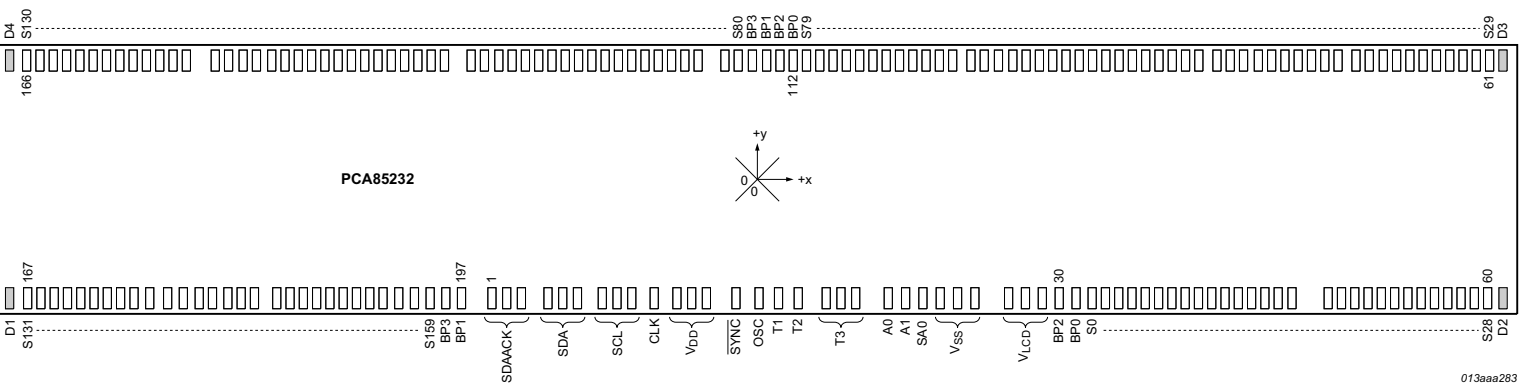 D4 S130 S80 BP3 BP1 BP2 BP0 S79 S29 D3
166 112 61
+y
PCA85232
0 +x
0
167 197 1 30 60
D1 S131 S159 BP3 BP1 SDAACK SDA SCL CLK VDD SYNC OSC T1 T2 T3 A0 A1 SA0 VSS VLCD BP2 BP0 S0 S28 D2
013aaa283